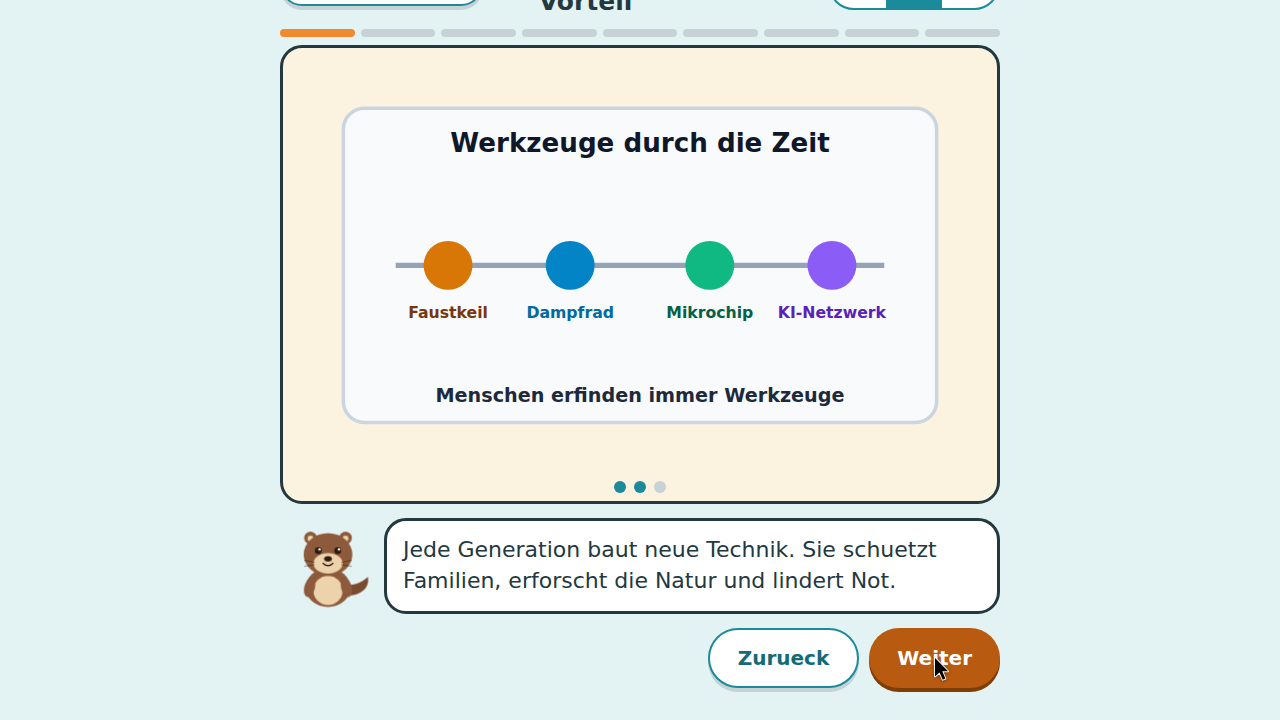 Vorteil
Werkzeuge durch die Zeit
Faustkeil Dampfrad Mikrochip KI-Netzwerk
Menschen erfinden immer Werkzeuge
Jede Generation baut neue Technik. Sie schuetzt
Familien, erforscht die Natur und lindert Not.
Zurueck Weiter